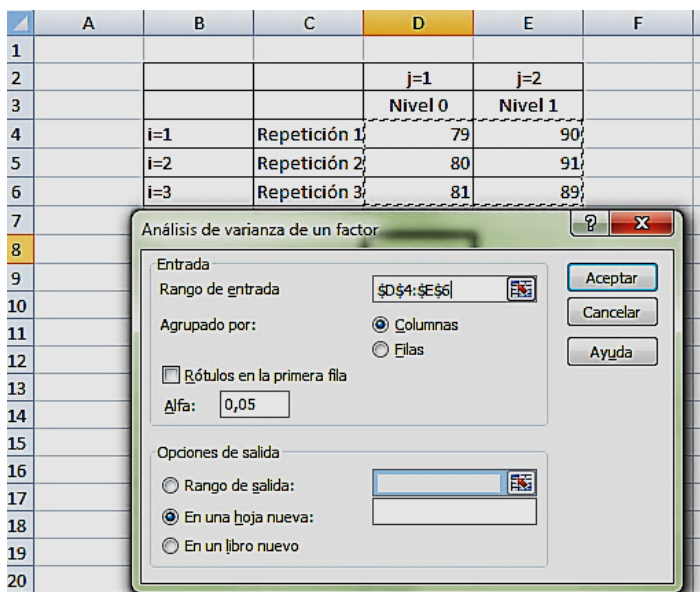 A B C D E F
1
2 j=1 j=2
3 Nivel 0 Nivel 1
4 i=1 Repetición 1 79 90
5 i=2 Repetición 2 80 91
6 i=3 Repetición 3 81 89
7
8
9
10
11
12
13
14
15
16
17
18
19
20
Análisis de varianza de un factor ? X
Entrada
Rango de entrada $D$4:$E$6 Aceptar
Agrupado por: Columnas Cancelar
Filas Ayuda
Rótulos en la primera fila
Alfa: 0,05
Opciones de salida
Rango de salida:
En una hoja nueva:
En un libro nuevo